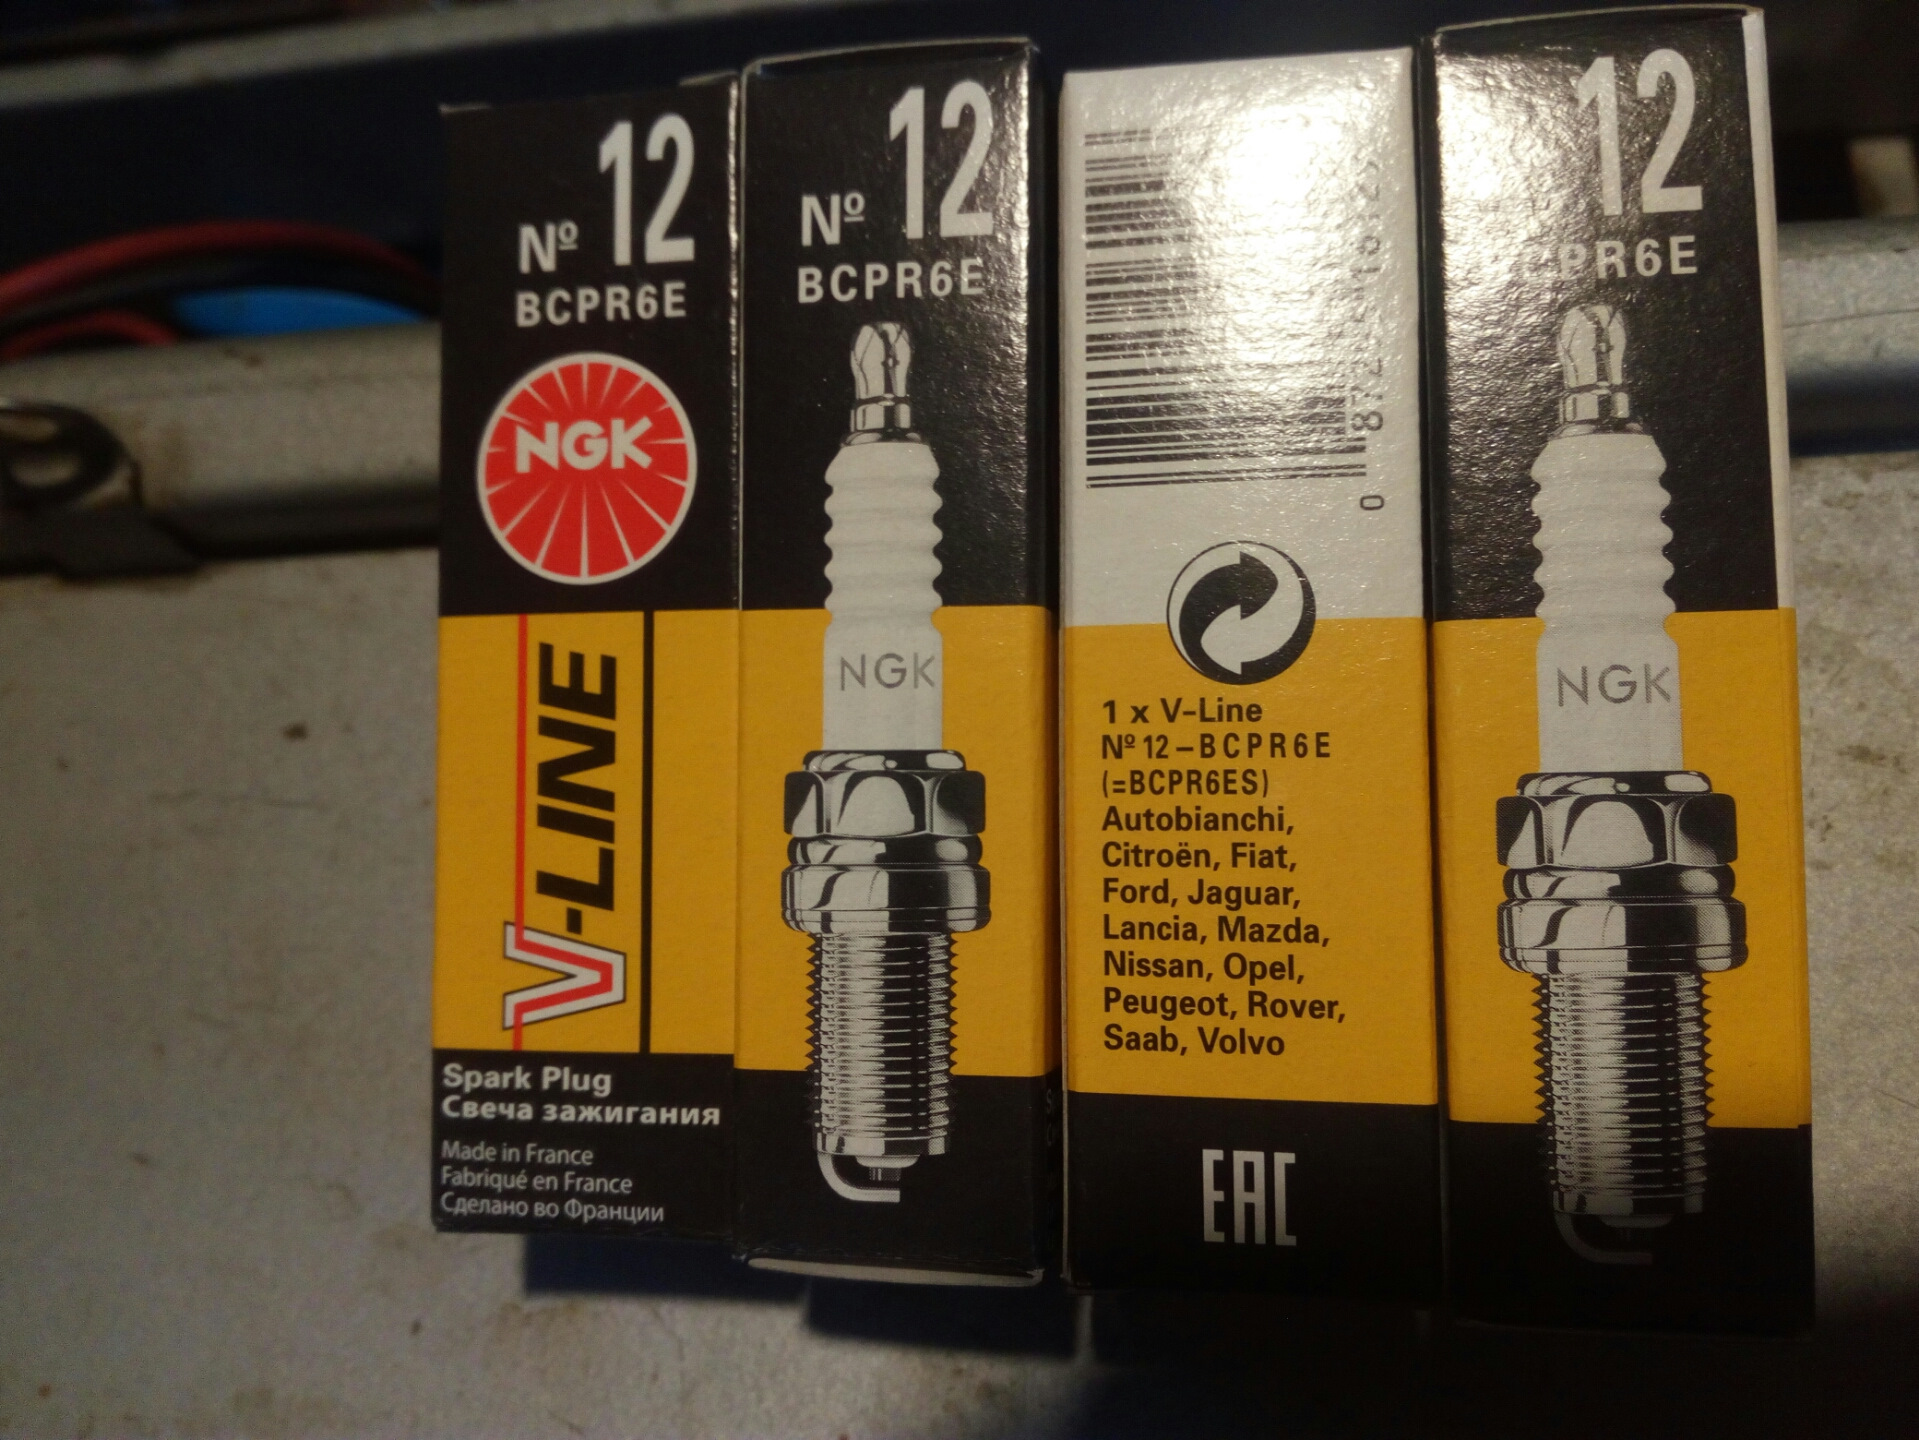 Nº 12
BCPR6E
NGK
V-LINE
Spark Plug
Свеча зажигания
Made in France
Fabriqué en France
Сделано во Франции
Nº 12
BCPR6E
NGK
0
1 x V-Line
Nº 12 – BCPR6E
(=BCPR6ES)
Autobianchi,
Citroën, Fiat,
Ford, Jaguar,
Lancia, Mazda,
Nissan, Opel,
Peugeot, Rover,
Saab, Volvo
EAC
12
BCPR6E
NGK